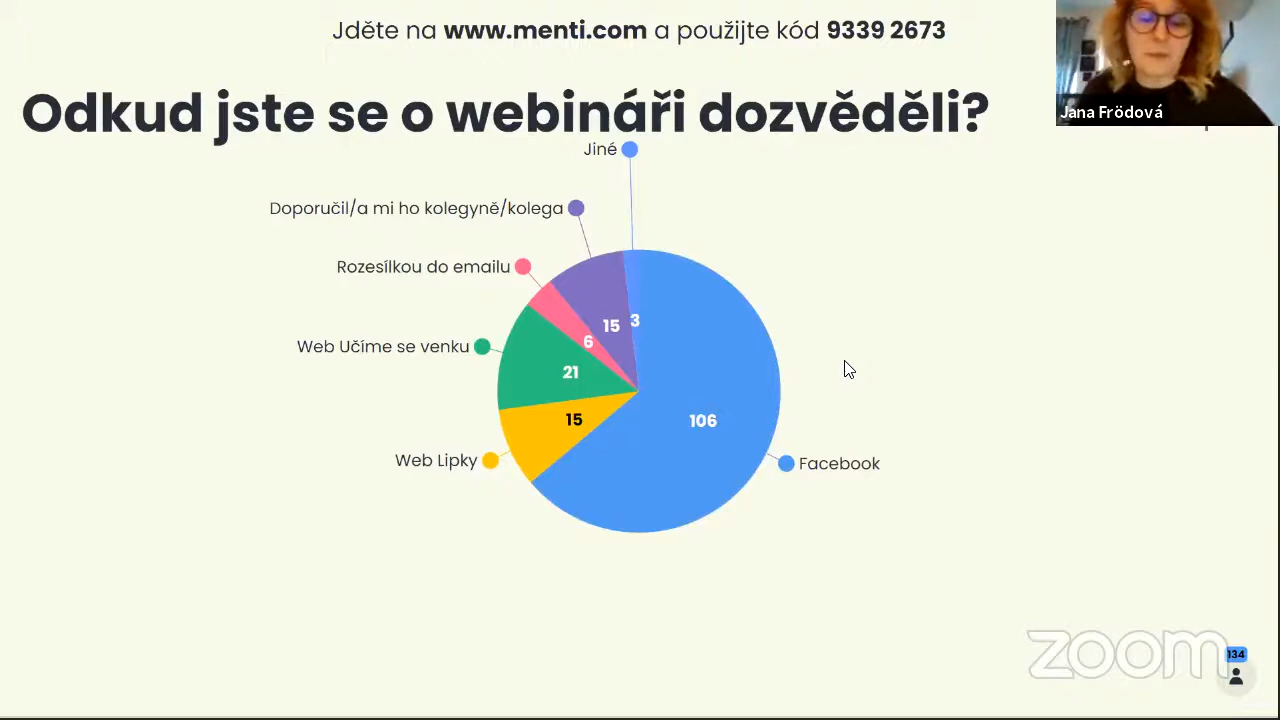 Jděte na www.menti.com a použijte kód 9339 2673
Odkud jste se o webináři dozvěděli?
Jana Frödová
Jiné
Doporučil/a mi ho kolegyně/kolega
Rozesílkou do emailu
Web Učíme se venku
Web Lipky
Facebook
15
3
6
21
15
106
zoom
134